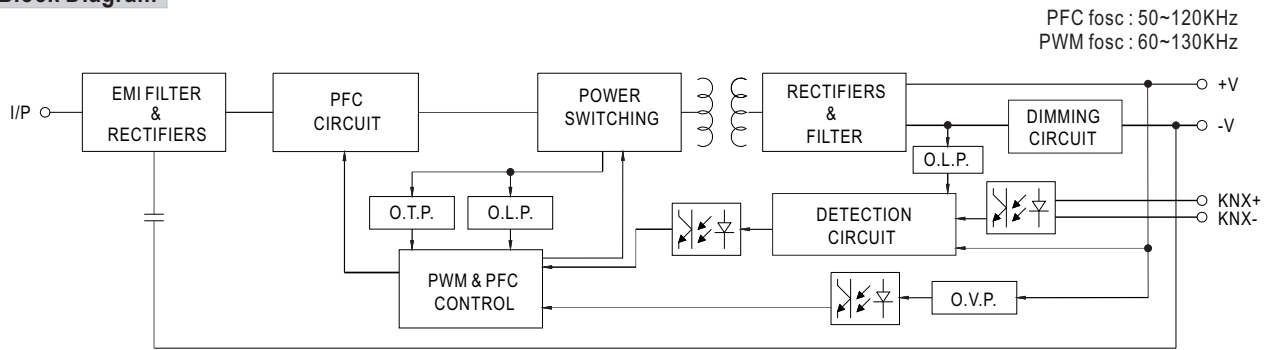 Block Diagram
PFC fosc : 50~120KHz
PWM fosc : 60~130KHz
I/P
EMI FILTER
&
RECTIFIERS
PFC
CIRCUIT
POWER
SWITCHING
RECTIFIERS
&
FILTER
DIMMING
CIRCUIT
+V
-V
O.L.P.
O.T.P.
O.L.P.
DETECTION
CIRCUIT
KNX+
KNX-
PWM & PFC
CONTROL
O.V.P.